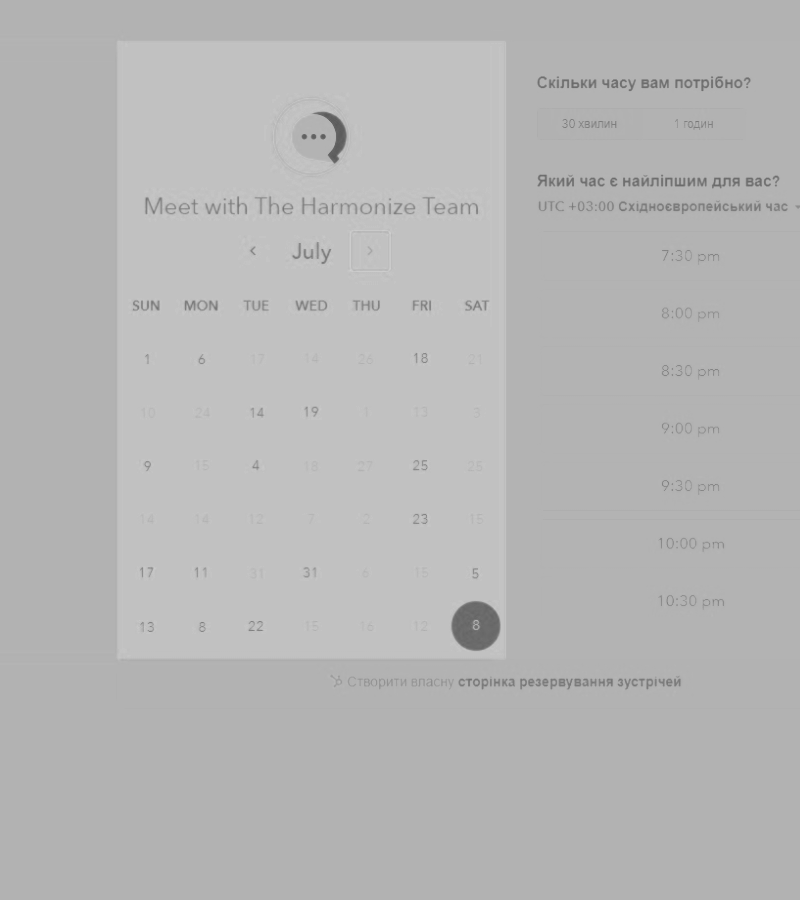 Meet with The Harmonize Team
July
SUN MON TUE WED THU FRI SAT
1 6 17 14 26 18 21
10 24 14 19 4 13 3
9 15 4 18 27 25 25
14 14 12 7 2 23 15
17 11 31 31 6 15 5
13 8 22 15 16 12 8
Скільки часу вам потрібно?
30 хвилин 1 годин
Який час є найліпшим для вас?
UTC +03:00 Східноєвропейський час
7:30 pm
8:00 pm
8:30 pm
9:00 pm
9:30 pm
10:00 pm
10:30 pm
Створити власну сторінка резервування зустрічей